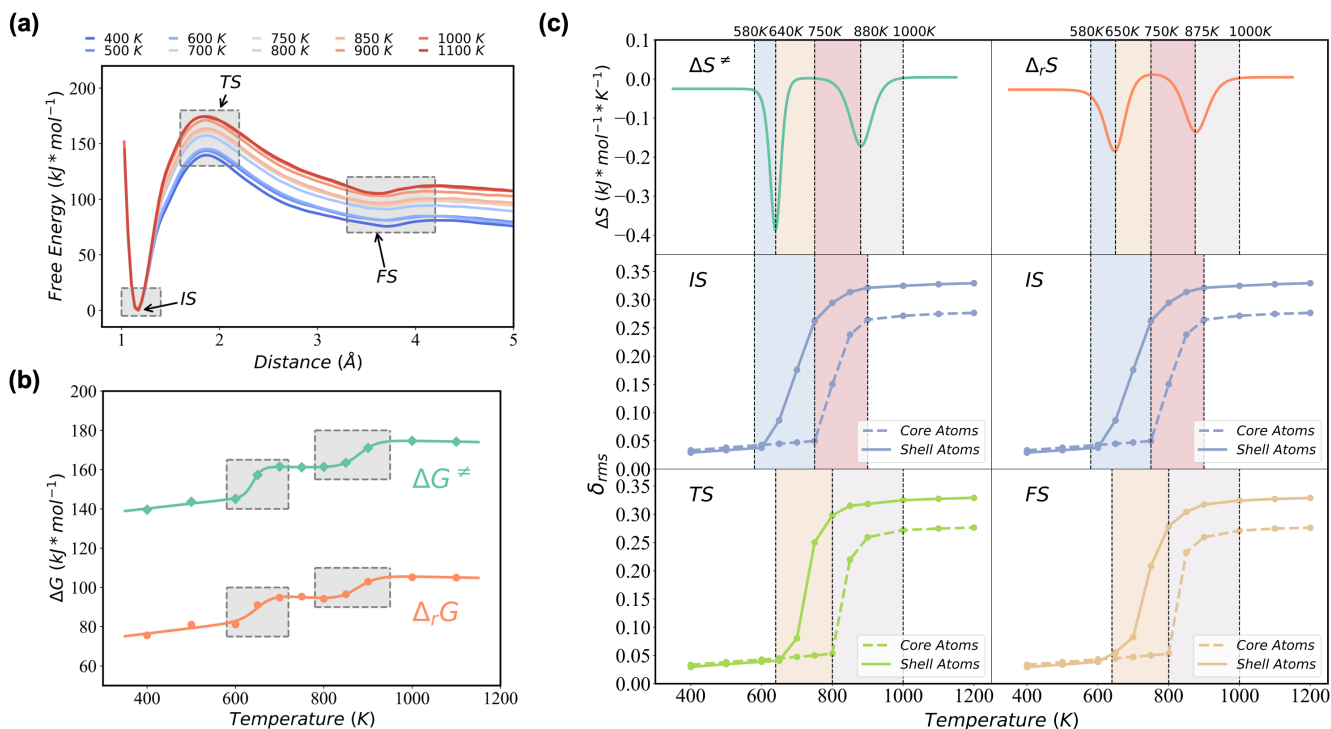 (a)
400 K 600 K 750 K 850 K 1000 K
500 K 700 K 800 K 900 K 1100 K
Free Energy (kJ* mol⁻¹)
200
150
100
50
0
TS
FS
IS
1 2 3 4 5
Distance (Å)
(b)
ΔG (kJ* mol⁻¹)
200
180
160
140
120
100
80
60
ΔG ≠
ΔrG
400 600 800 1000
Temperature (K)
(c)
580K 640K 750K 880K 1000K
580K 650K 750K 875K 1000K
ΔS (kJ* mol⁻¹* K⁻¹)
0.1
0.0
−0.1
−0.2
−0.3
−0.4
ΔS ≠
ΔrS
δrms
0.35
0.30
0.25
0.20
0.15
0.10
0.05
0.00
IS
Core Atoms
Shell Atoms
IS
Core Atoms
Shell Atoms
0.35
0.30
0.25
0.20
0.15
0.10
0.05
0.00
TS
Core Atoms
Shell Atoms
FS
Core Atoms
Shell Atoms
400 600 800 1000 1200 400 600 800 1000 1200
Temperature (K)